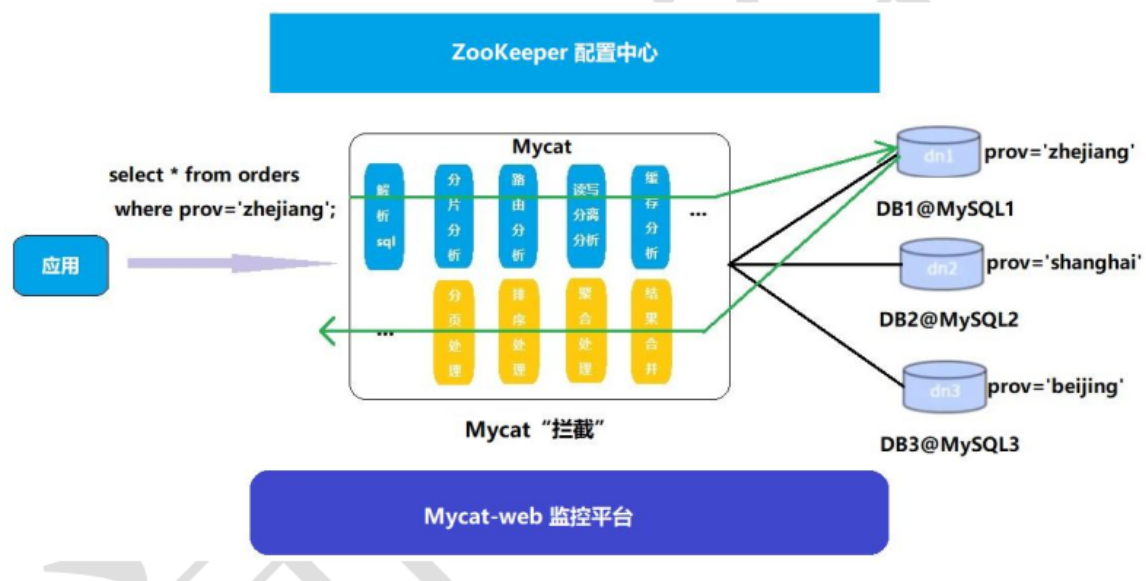 ZooKeeper 配置中心
Mycat
select * from orders
where prov='zhejiang';
应用
解析sql
分片分析
路由分析
读写分离分析
缓存分析
...
...
分页处理
排序处理
聚合处理
结果合并
dn1
prov='zhejiang'
DB1@MySQL1
dn2
prov='shanghai'
DB2@MySQL2
dn3
prov='beijing'
DB3@MySQL3
Mycat“拦截”
Mycat-web 监控平台